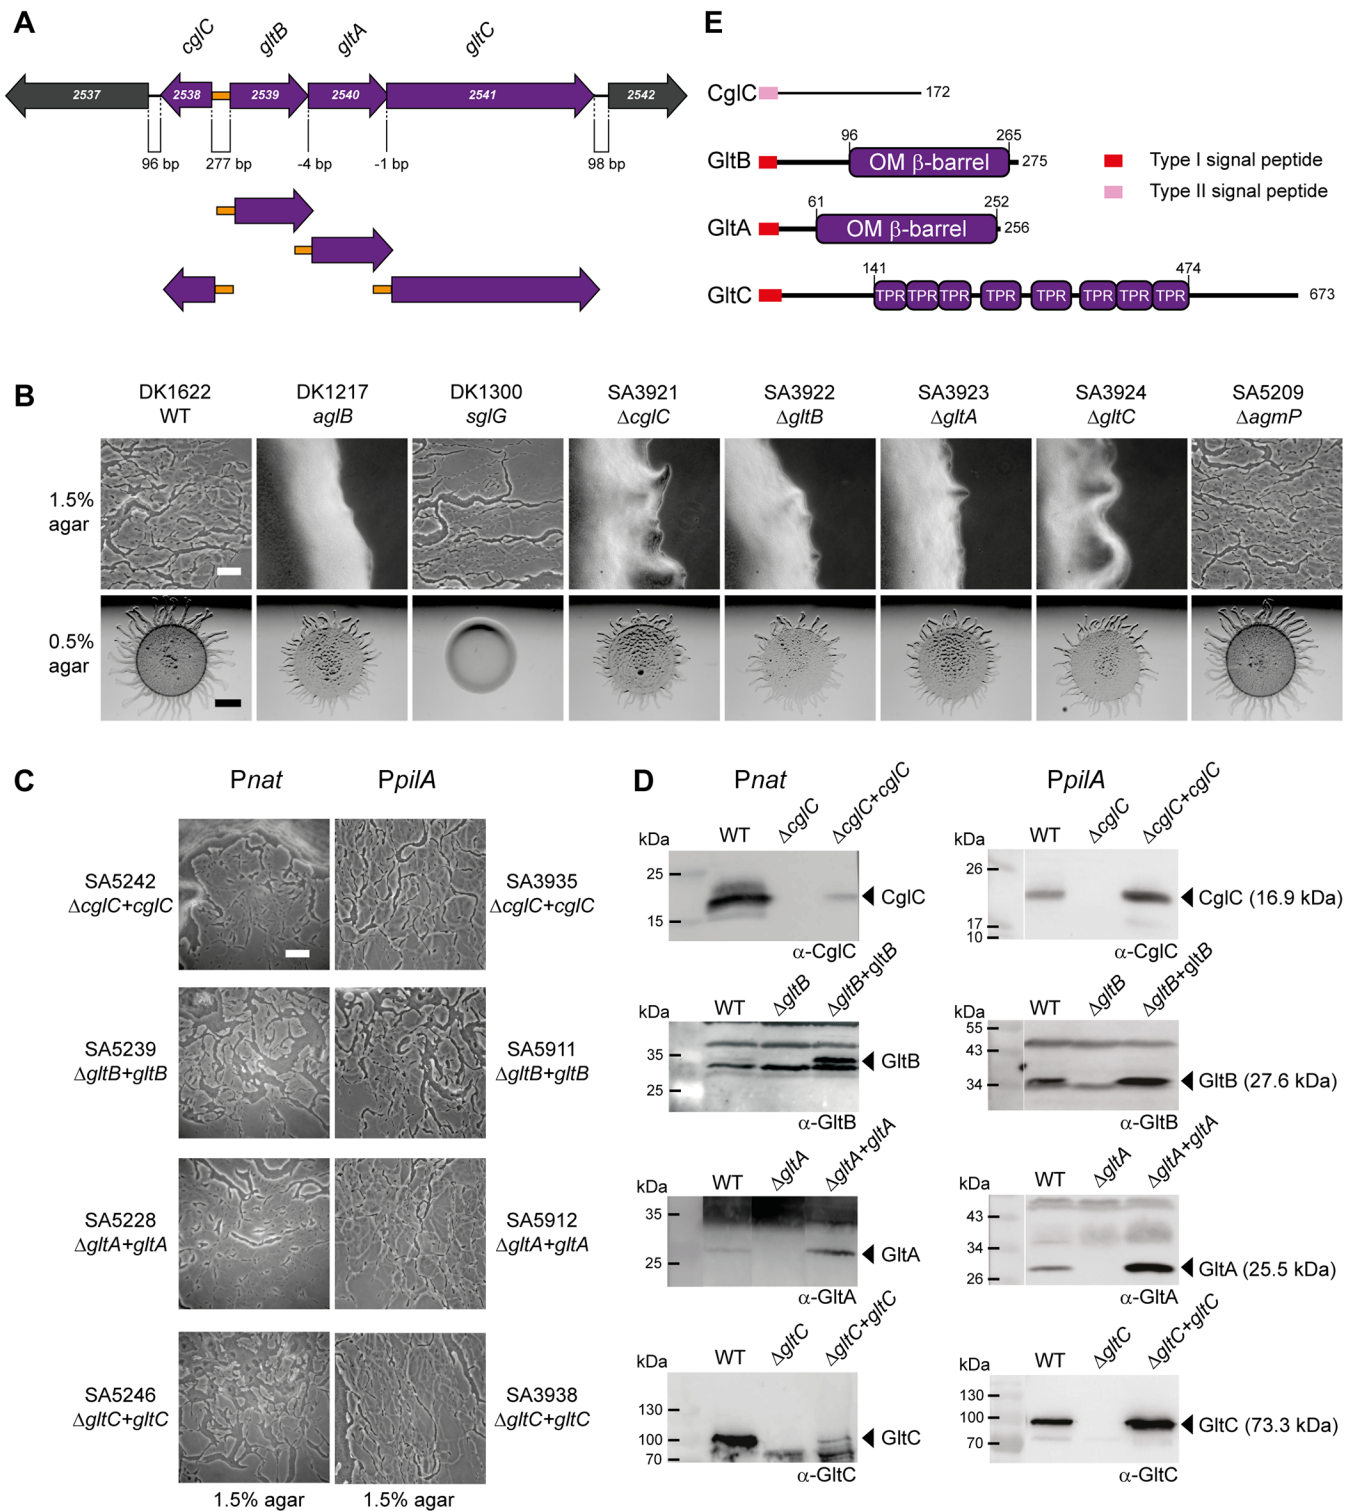 A
cglC
gltB
gltA
gltC
2537
2538
2539
2540
2541
2542
96 bp
277 bp
-4 bp
-1 bp
98 bp
E
CglC
172
GltB
96
265
OM β-barrel
275
GltA
61
252
OM β-barrel
256
GltC
141
474
TPR TPR TPR TPR TPR TPR TPR TPR
673
Type I signal peptide
Type II signal peptide
B
DK1622
WT
DK1217
aglB
DK1300
sglG
SA3921
ΔcglC
SA3922
ΔgltB
SA3923
ΔgltA
SA3924
ΔgltC
SA5209
ΔagmP
1.5%
agar
0.5%
agar
C
Pnat
PpilA
SA5242
ΔcglC+cglC
SA3935
ΔcglC+cglC
SA5239
ΔgltB+gltB
SA5911
ΔgltB+gltB
SA5228
ΔgltA+gltA
SA5912
ΔgltA+gltA
SA5246
ΔgltC+gltC
SA3938
ΔgltC+gltC
1.5% agar
1.5% agar
D
Pnat
PpilA
kDa
WT
ΔcglC
ΔcglC+cglC
25
15
CglC
α-CglC
kDa
WT
ΔcglC
ΔcglC+cglC
26
17
10
CglC (16.9 kDa)
α-CglC
kDa
WT
ΔgltB
ΔgltB+gltB
35
25
GltB
α-GltB
kDa
WT
ΔgltB
ΔgltB+gltB
55
43
34
GltB (27.6 kDa)
α-GltB
kDa
WT
ΔgltA
ΔgltA+gltA
35
25
GltA
α-GltA
kDa
WT
ΔgltA
ΔgltA+gltA
43
34
26
GltA (25.5 kDa)
α-GltA
kDa
WT
ΔgltC
ΔgltC+gltC
130
100
70
GltC
α-GltC
kDa
WT
ΔgltC
ΔgltC+gltC
130
100
70
GltC (73.3 kDa)
α-GltC